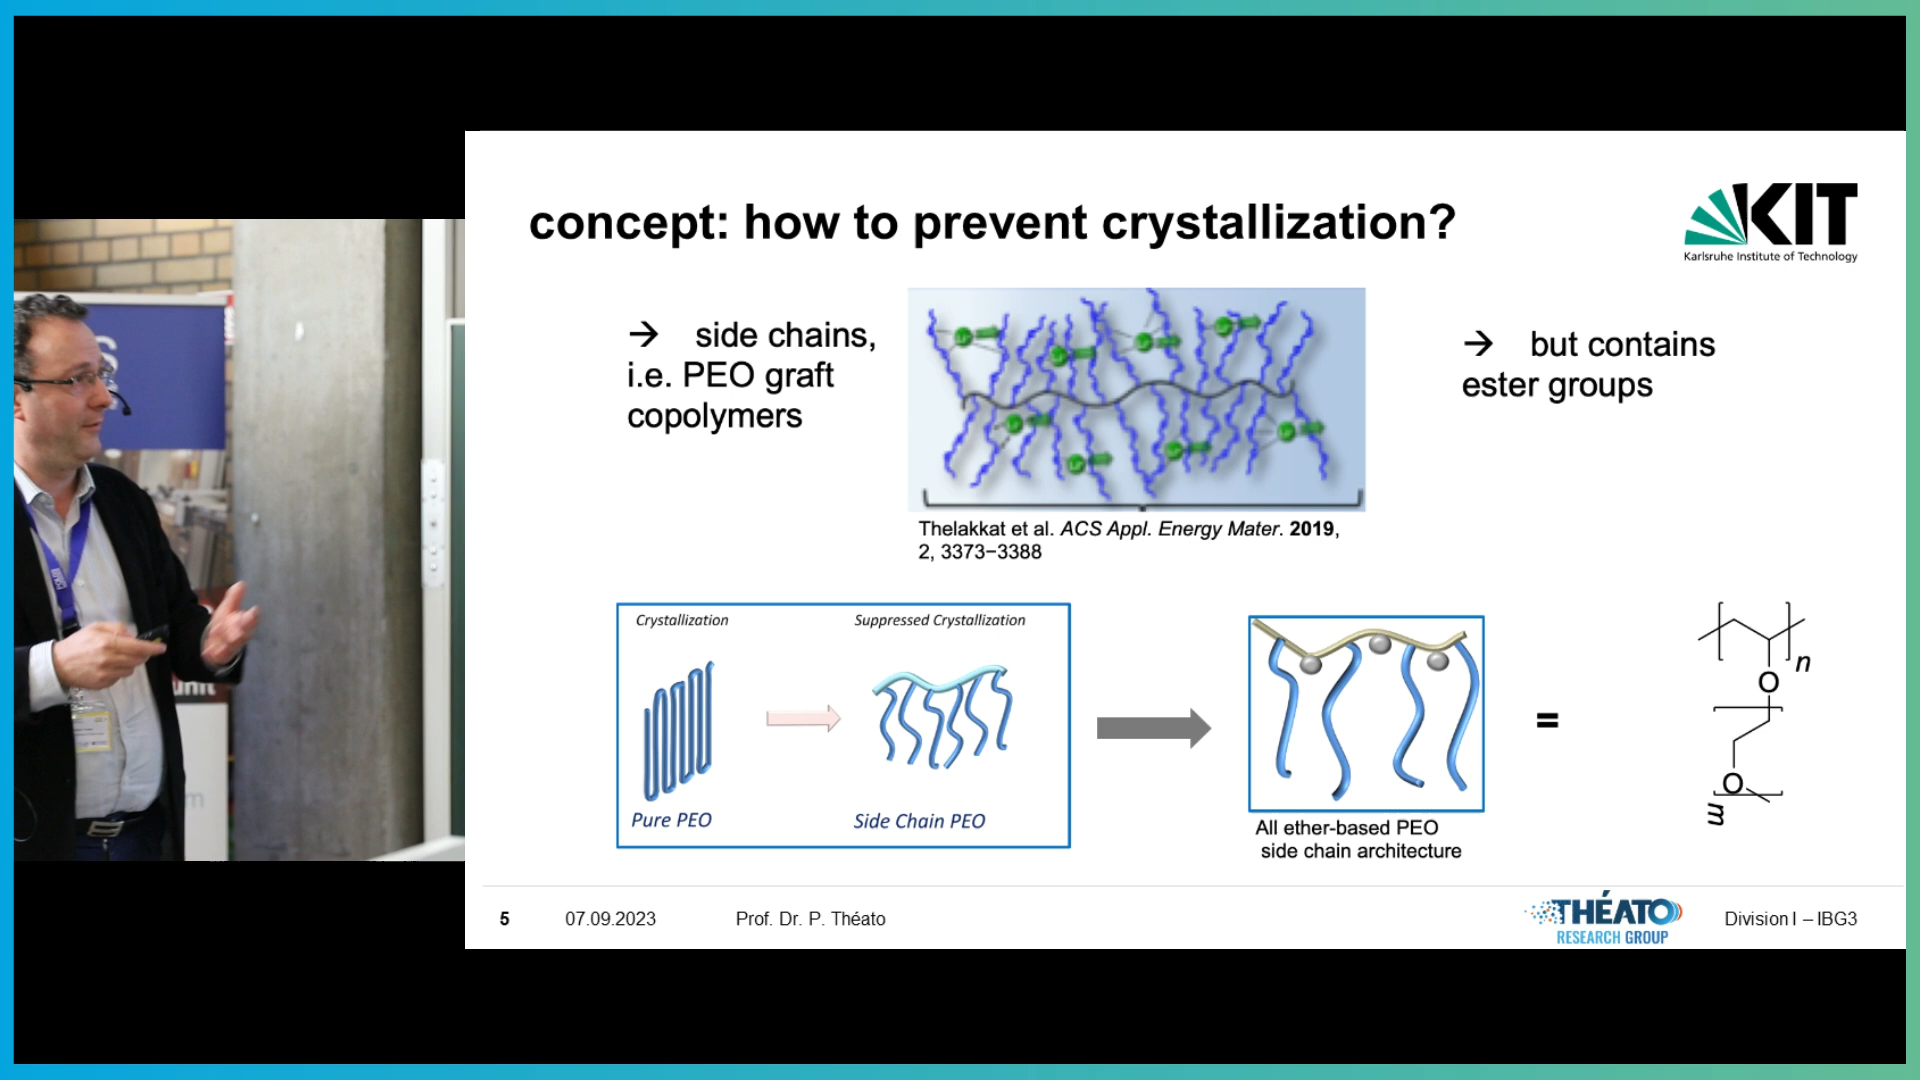 concept: how to prevent crystallization?
KIT
Karlsruhe Institute of Technology
→ side chains,
i.e. PEO graft
copolymers
→ but contains
ester groups
Thelakkat et al. ACS Appl. Energy Mater. 2019,
2, 3373−3388
Crystallization
Suppressed Crystallization
Pure PEO
Side Chain PEO
All ether-based PEO
side chain architecture
=
n
O
O
m
5
07.09.2023
Prof. Dr. P. Théato
THÉATO
RESEARCH GROUP
Division I – IBG3